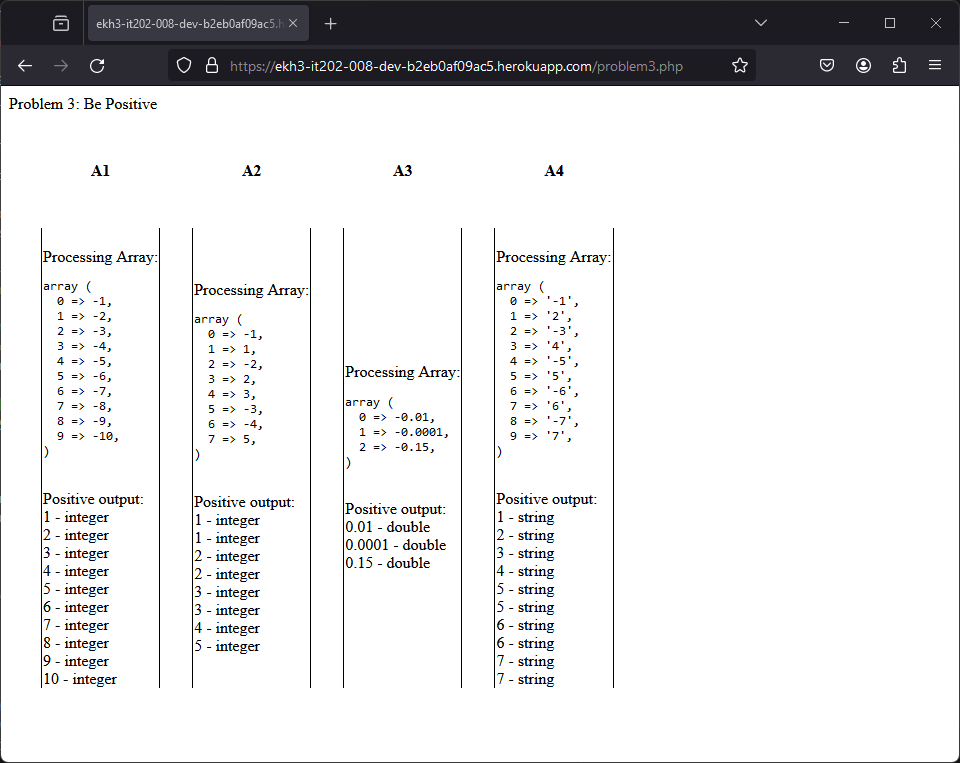 ekh3-it202-008-dev-b2eb0af09ac5.h
https://ekh3-it202-008-dev-b2eb0af09ac5.herokuapp.com/problem3.php
Problem 3: Be Positive
A1
Processing Array:
array (
  0 => -1,
  1 => -2,
  2 => -3,
  3 => -4,
  4 => -5,
  5 => -6,
  6 => -7,
  7 => -8,
  8 => -9,
  9 => -10,
)
Positive output:
1 - integer
2 - integer
3 - integer
4 - integer
5 - integer
6 - integer
7 - integer
8 - integer
9 - integer
10 - integer
A2
Processing Array:
array (
  0 => -1,
  1 => 1,
  2 => -2,
  3 => 2,
  4 => 3,
  5 => -3,
  6 => -4,
  7 => 5,
)
Positive output:
1 - integer
1 - integer
2 - integer
2 - integer
3 - integer
3 - integer
4 - integer
5 - integer
A3
Processing Array:
array (
  0 => -0.01,
  1 => -0.0001,
  2 => -0.15,
)
Positive output:
0.01 - double
0.0001 - double
0.15 - double
A4
Processing Array:
array (
  0 => '-1',
  1 => '2',
  2 => '-3',
  3 => '4',
  4 => '-5',
  5 => '5',
  6 => '-6',
  7 => '6',
  8 => '-7',
  9 => '7',
)
Positive output:
1 - string
2 - string
3 - string
4 - string
5 - string
5 - string
6 - string
6 - string
7 - string
7 - string